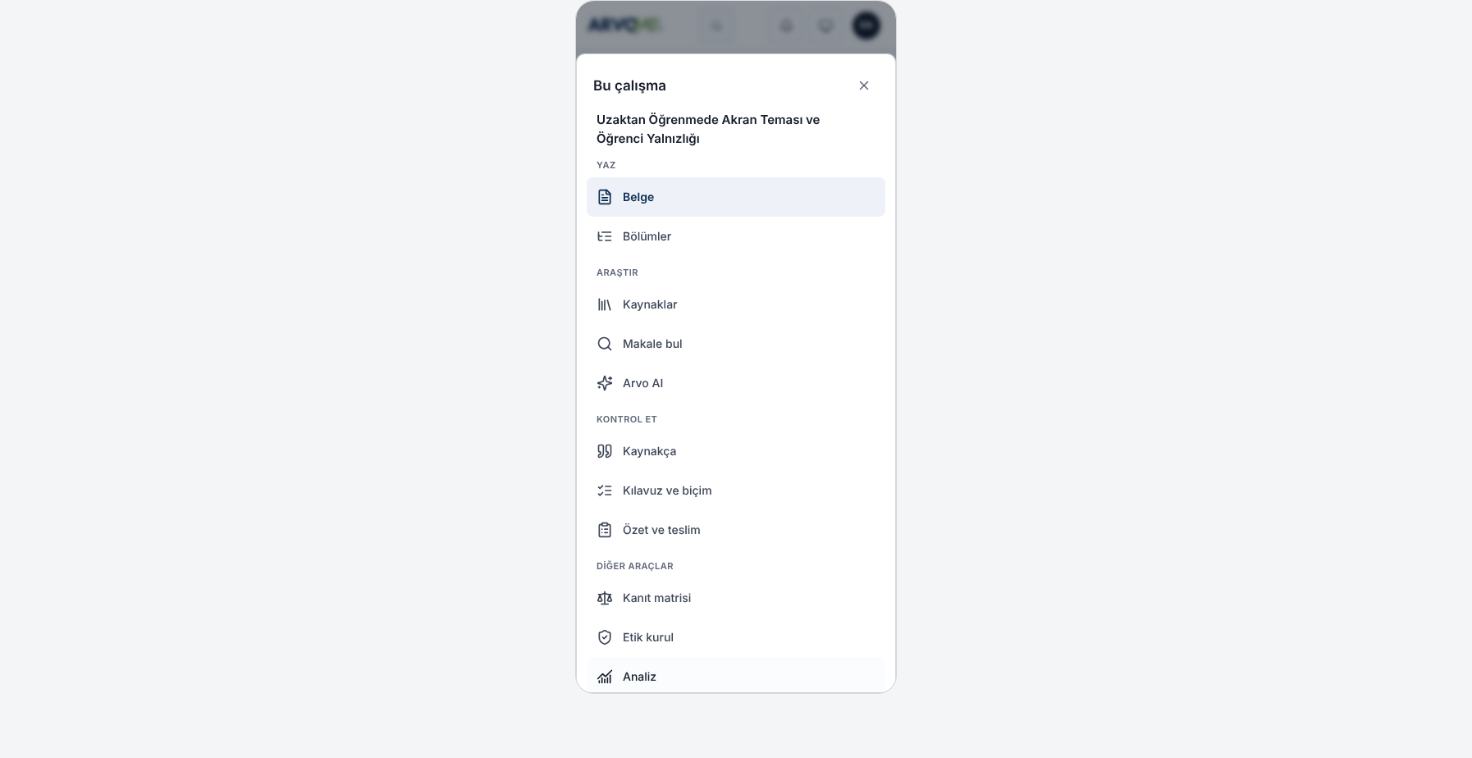 Bu çalışma
Uzaktan Öğrenmede Akran Teması ve
Öğrenci Yalnızlığı
YAZ
Belge
Bölümler
ARAŞTIR
Kaynaklar
Makale bul
Arvo AI
KONTROL ET
Kaynakça
Kılavuz ve biçim
Özet ve teslim
DİĞER ARAÇLAR
Kanıt matrisi
Etik kurul
Analiz